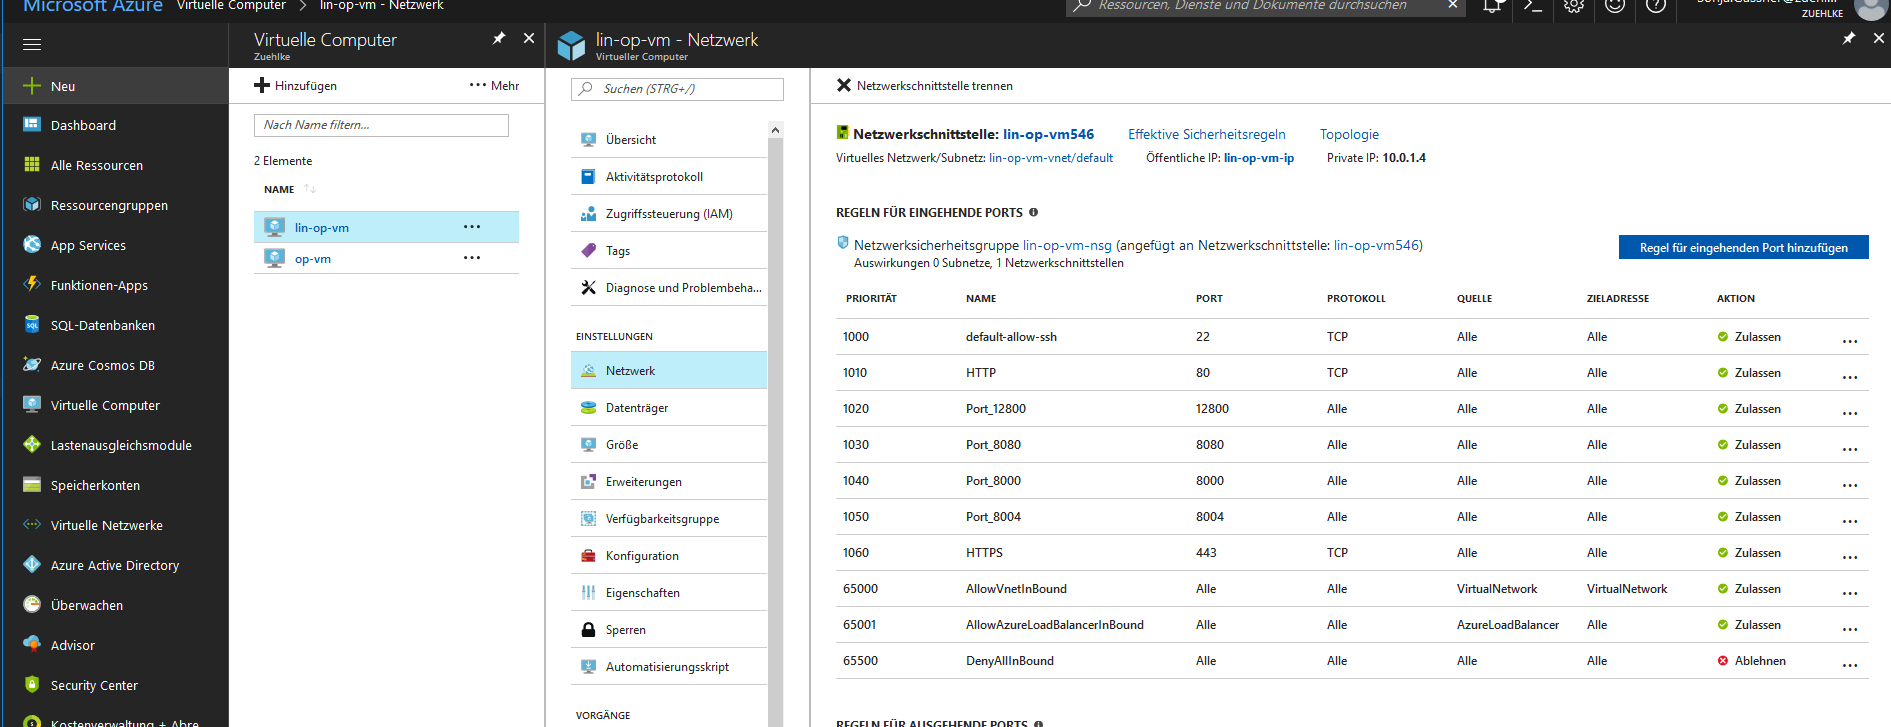 Microsoft Azure Virtuelle Computer > lin-op-vm - Netzwerk
Ressourcen, Dienste und Dokumente durchsuchen
ZUEHLKE
Neu
Dashboard
Alle Ressourcen
Ressourcengruppen
App Services
Funktionen-Apps
SQL-Datenbanken
Azure Cosmos DB
Virtuelle Computer
Lastenausgleichsmodule
Speicherkonten
Virtuelle Netzwerke
Azure Active Directory
Überwachen
Advisor
Security Center
Kostenverwaltung + Abre
Virtuelle Computer
Zuehlke
Hinzufügen ... Mehr
Nach Name filtern...
2 Elemente
NAME
lin-op-vm ...
op-vm ...
lin-op-vm - Netzwerk
Virtueller Computer
Suchen (STRG+/)
Übersicht
Aktivitätsprotokoll
Zugriffssteuerung (IAM)
Tags
Diagnose und Problembeha...
EINSTELLUNGEN
Netzwerk
Datenträger
Größe
Erweiterungen
Verfügbarkeitsgruppe
Konfiguration
Eigenschaften
Sperren
Automatisierungsskript
VORGÄNGE
Netzwerkschnittstelle trennen
Netzwerkschnittstelle: lin-op-vm546 Effektive Sicherheitsregeln Topologie
Virtuelles Netzwerk/Subnetz: lin-op-vm-vnet/default Öffentliche IP: lin-op-vm-ip Private IP: 10.0.1.4
REGELN FÜR EINGEHENDE PORTS
Netzwerksicherheitsgruppe lin-op-vm-nsg (angefügt an Netzwerkschnittstelle: lin-op-vm546)
Auswirkungen 0 Subnetze, 1 Netzwerkschnittstellen
Regel für eingehenden Port hinzufügen
PRIORITÄT NAME PORT PROTOKOLL QUELLE ZIELADRESSE AKTION
1000 default-allow-ssh 22 TCP Alle Alle Zulassen ...
1010 HTTP 80 TCP Alle Alle Zulassen ...
1020 Port_12800 12800 Alle Alle Alle Zulassen ...
1030 Port_8080 8080 Alle Alle Alle Zulassen ...
1040 Port_8000 8000 Alle Alle Alle Zulassen ...
1050 Port_8004 8004 Alle Alle Alle Zulassen ...
1060 HTTPS 443 TCP Alle Alle Zulassen ...
65000 AllowVnetInBound Alle Alle VirtualNetwork VirtualNetwork Zulassen ...
65001 AllowAzureLoadBalancerInBound Alle Alle AzureLoadBalancer Alle Zulassen ...
65500 DenyAllInBound Alle Alle Alle Alle Ablehnen ...
REGELN FÜR AUSGEHENDE PORTS